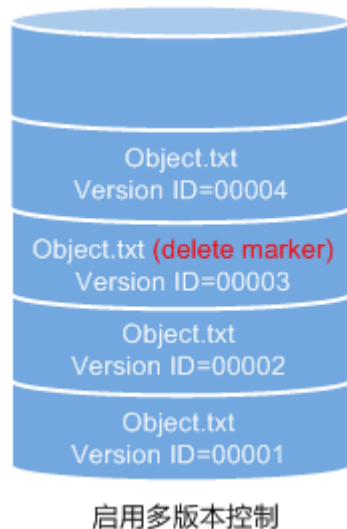 Object.txt
Version ID=00004
Object.txt (delete marker)
Version ID=00003
Object.txt
Version ID=00002
Object.txt
Version ID=00001
启用多版本控制